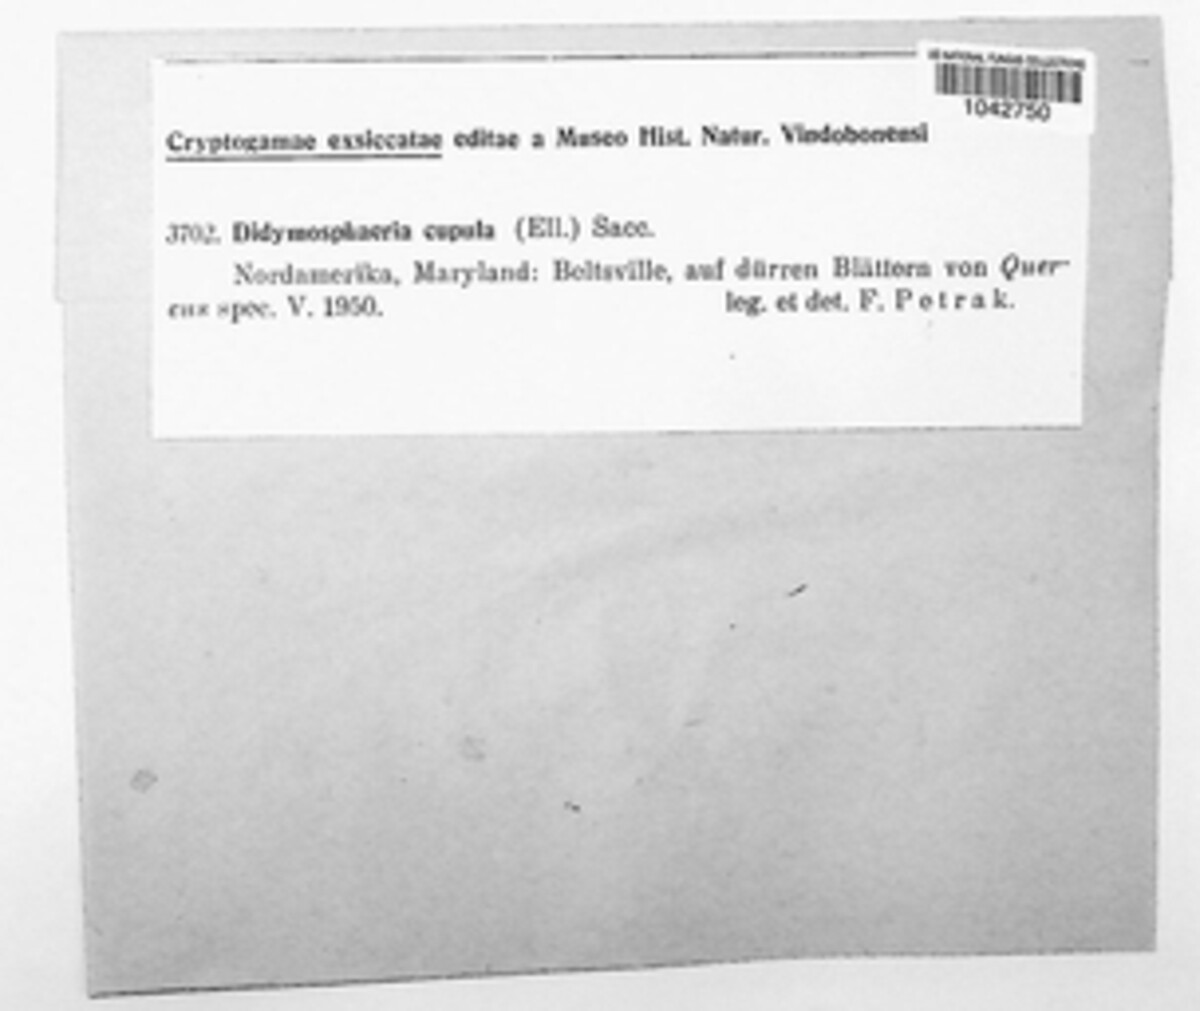 US NATIONAL FUNGUS COLLECTIONS
1042750
Cryptogamae exsiccatae editae a Museo Hist. Natur. Vindobonensi
3702. Didymosphaeria cupula (Ell.) Sacc.
Nordamerika, Maryland: Beltsville, auf dürren Blättern von Quer-
cus spec. V. 1950. leg. et det. F. Petrak.